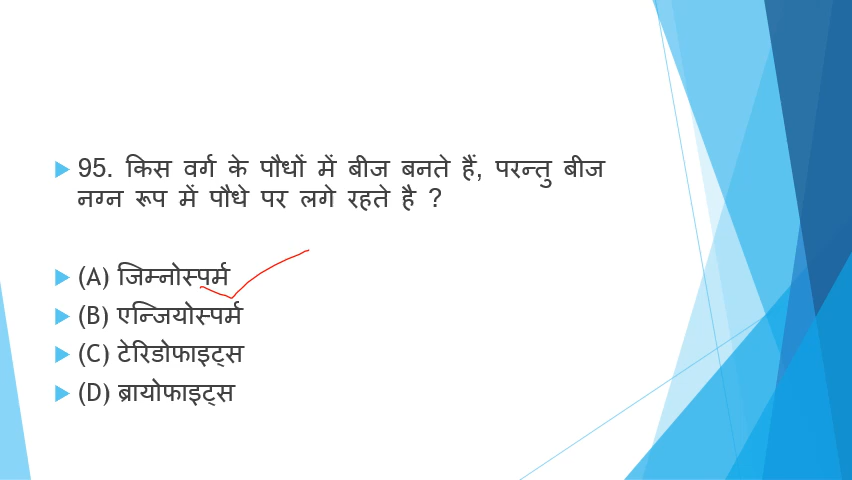 95. किस वर्ग के पौधों में बीज बनते हैं, परन्तु बीज
नग्न रूप में पौधे पर लगे रहते है ?
(A) जिम्नोस्पर्म
(B) एन्जियोस्पर्म
(C) टेरिडोफाइट्स
(D) ब्रायोफाइट्स